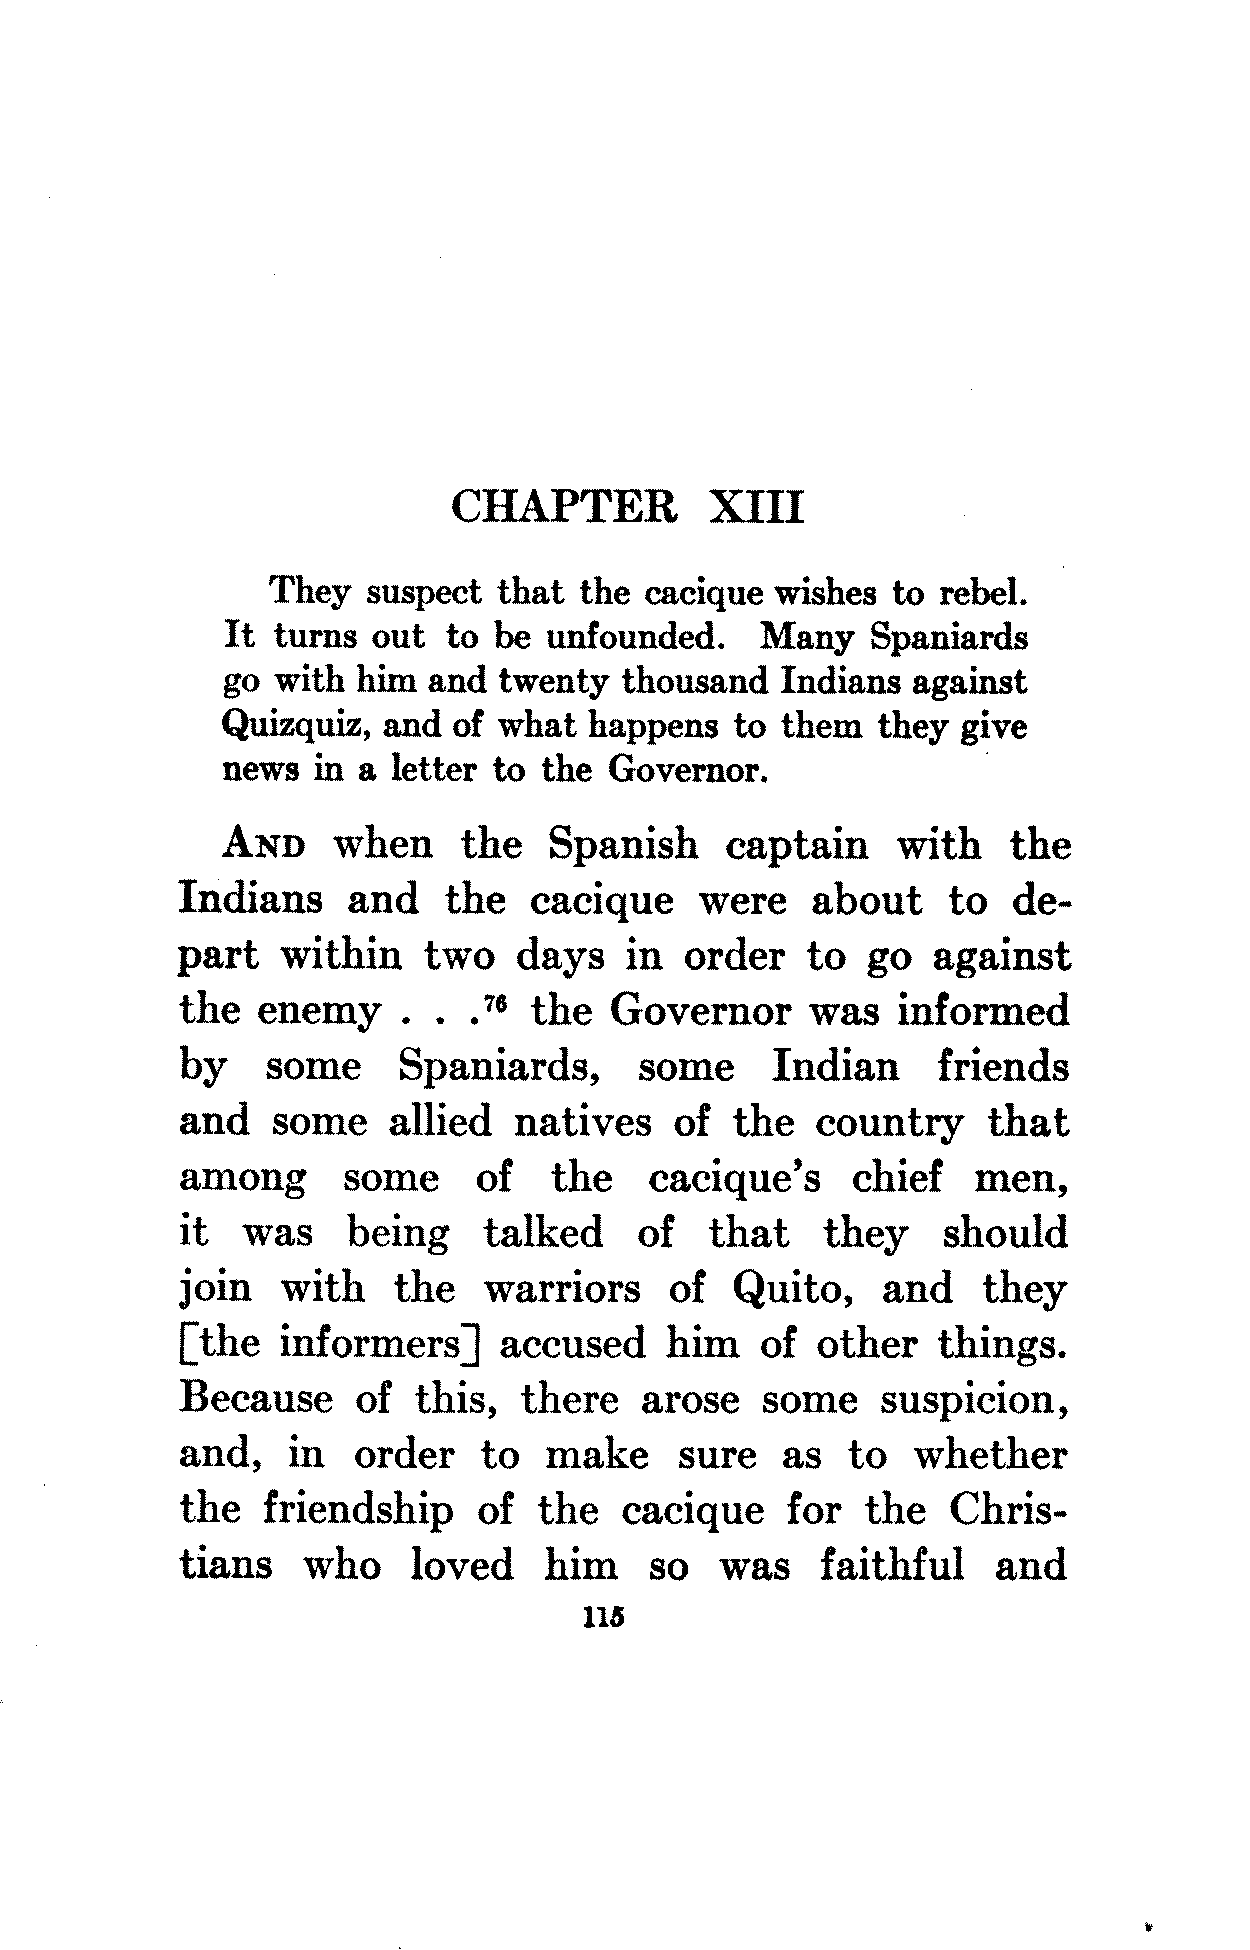 CHAPTER XIII
They suspect that the cacique wishes to rebel.
It turns out to be unfounded. Many Spaniards
go with him and twenty thousand Indians against
Quizquiz, and of what happens to them they give
news in a letter to the Governor.
AND when the Spanish captain with the
Indians and the cacique were about to de-
part within two days in order to go against
the enemy . . .⁷⁶ the Governor was informed
by some Spaniards, some Indian friends
and some allied natives of the country that
among some of the cacique's chief men,
it was being talked of that they should
join with the warriors of Quito, and they
[the informers] accused him of other things.
Because of this, there arose some suspicion,
and, in order to make sure as to whether
the friendship of the cacique for the Chris-
tians who loved him so was faithful and
115